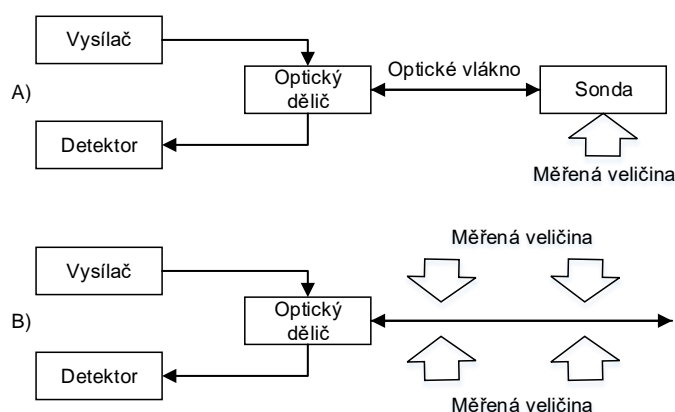 Vysílač
Optický
dělič
Optické vlákno
Sonda
A)
Detektor
Měřená veličina
Měřená veličina
Vysílač
Optický
dělič
B)
Detektor
Měřená veličina